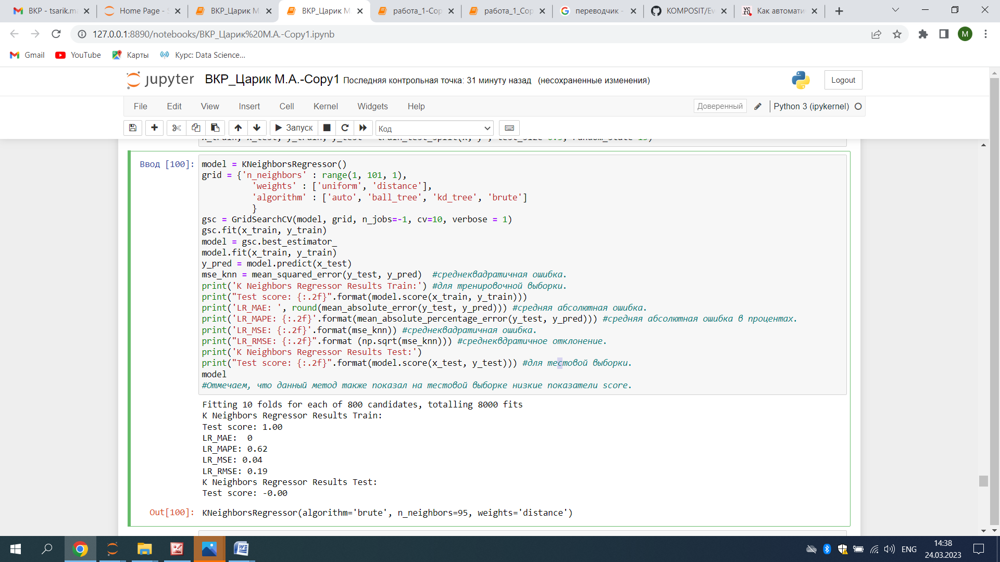 ВКР - tsarik.m
Home Page -
ВКР_Царик М
ВКР_Царик М
работа_1-Cop
работа_1_Cop
переводчик -
KOMPOSIT/Ev
Как автомати
127.0.0.1:8890/notebooks/ВКР_Царик%20М.А.-Copy1.ipynb
M
Gmail
YouTube
Карты
Курс: Data Science...
jupyter
ВКР_Царик М.А.-Copy1
Последняя контрольная точка: 31 минуту назад (несохраненные изменения)
Logout
File Edit View Insert Cell Kernel Widgets Help
Доверенный
Python 3 (ipykernel)
Запуск
Код
Ввод [100]:
model = KNeighborsRegressor()
grid = {'n_neighbors' : range(1, 101, 1),
'weights' : ['uniform', 'distance'],
'algorithm' : ['auto', 'ball_tree', 'kd_tree', 'brute']
}
gsc = GridSearchCV(model, grid, n_jobs=-1, cv=10, verbose = 1)
gsc.fit(x_train, y_train)
model = gsc.best_estimator_
model.fit(x_train, y_train)
y_pred = model.predict(x_test)
mse_knn = mean_squared_error(y_test, y_pred)  #среднеквадратичная ошибка.
print('K Neighbors Regressor Results Train:') #для тренировочной выборки.
print("Test score: {:.2f}".format(model.score(x_train, y_train)))
print('LR_MAE: ', round(mean_absolute_error(y_test, y_pred))) #средняя абсолютная ошибка.
print('LR_MAPE: {:.2f}'.format(mean_absolute_percentage_error(y_test, y_pred))) #средняя абсолютная ошибка в процентах.
print('LR_MSE: {:.2f}'.format(mse_knn)) #среднеквадратичная ошибка.
print("LR_RMSE: {:.2f}".format (np.sqrt(mse_knn))) #среднеквдратичное отклонение.
print('K Neighbors Regressor Results Test:')
print("Test score: {:.2f}".format(model.score(x_test, y_test))) #для тестовой выборки.
model
#Отмечаем, что данный метод также показал на тестовой выборке низкие показатели score.
Fitting 10 folds for each of 800 candidates, totalling 8000 fits
K Neighbors Regressor Results Train:
Test score: 1.00
LR_MAE:  0
LR_MAPE: 0.62
LR_MSE: 0.04
LR_RMSE: 0.19
K Neighbors Regressor Results Test:
Test score: -0.00
Out[100]:
KNeighborsRegressor(algorithm='brute', n_neighbors=95, weights='distance')
ENG
14:38
24.03.2023